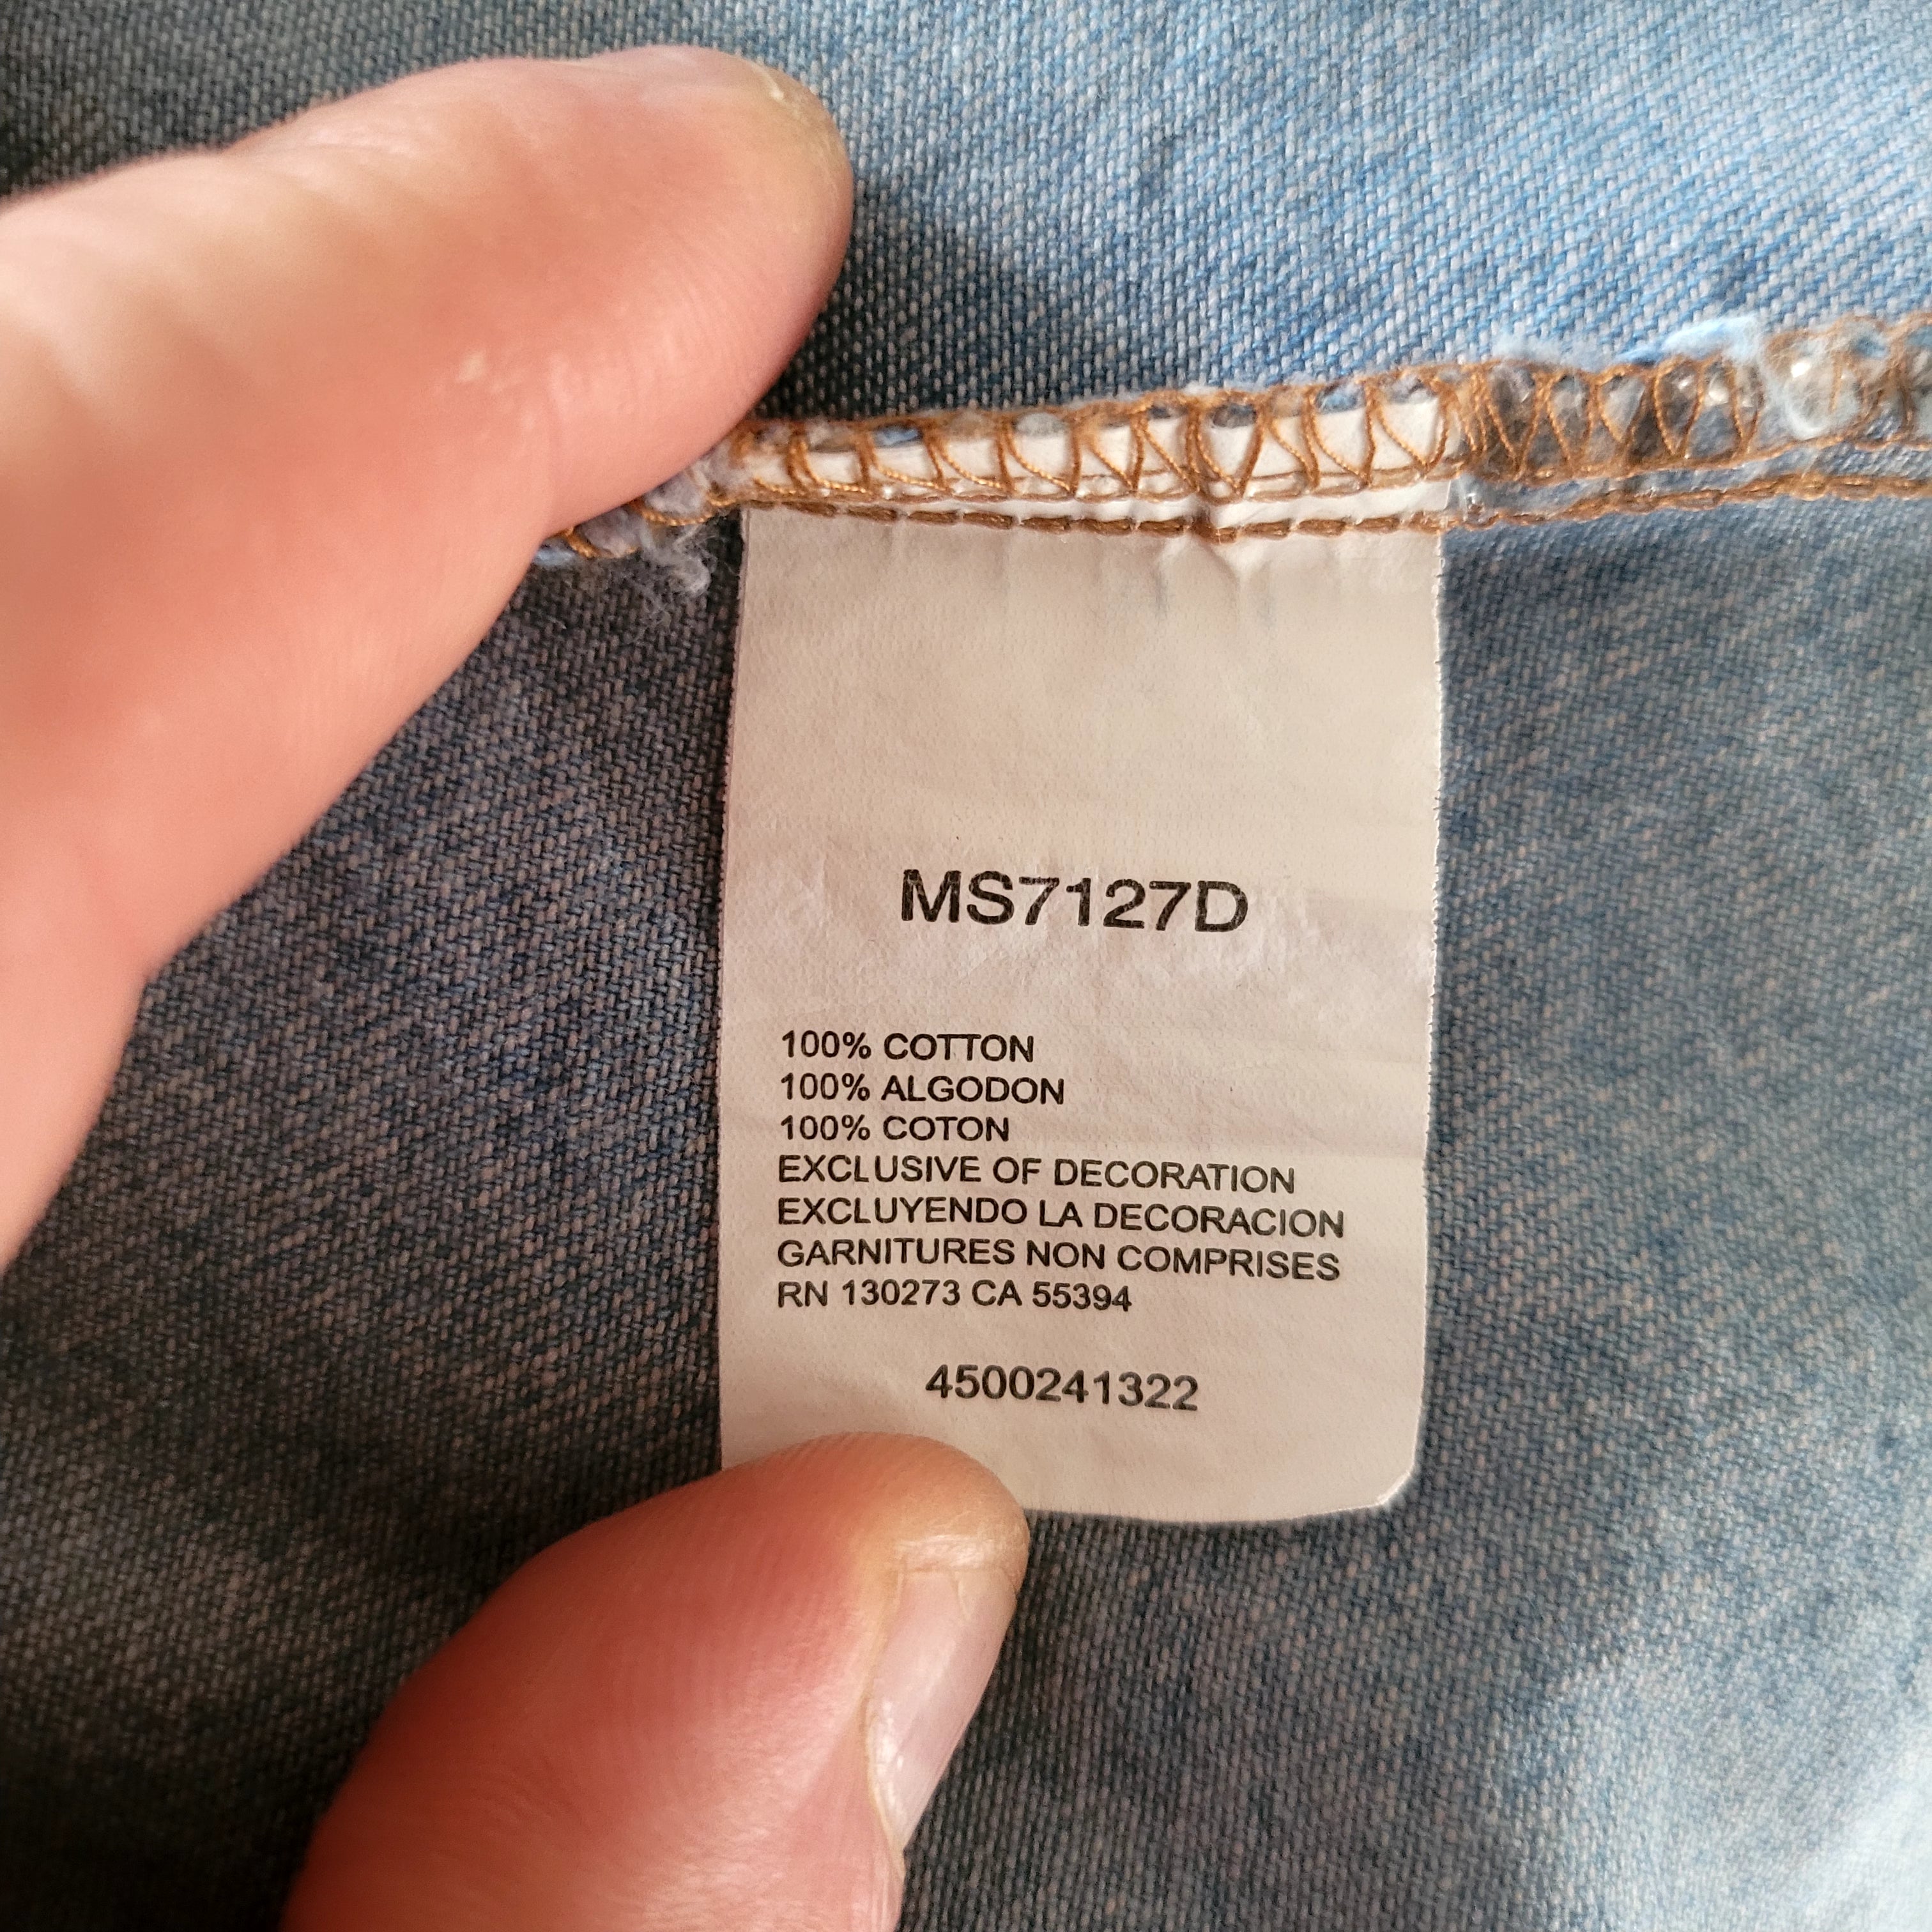 MS7127D
100% COTTON
100% ALGODON
100% COTON
EXCLUSIVE OF DECORATION
EXCLUYENDO LA DECORACION
GARNITURES NON COMPRISES
RN 130273 CA 55394
4500241322